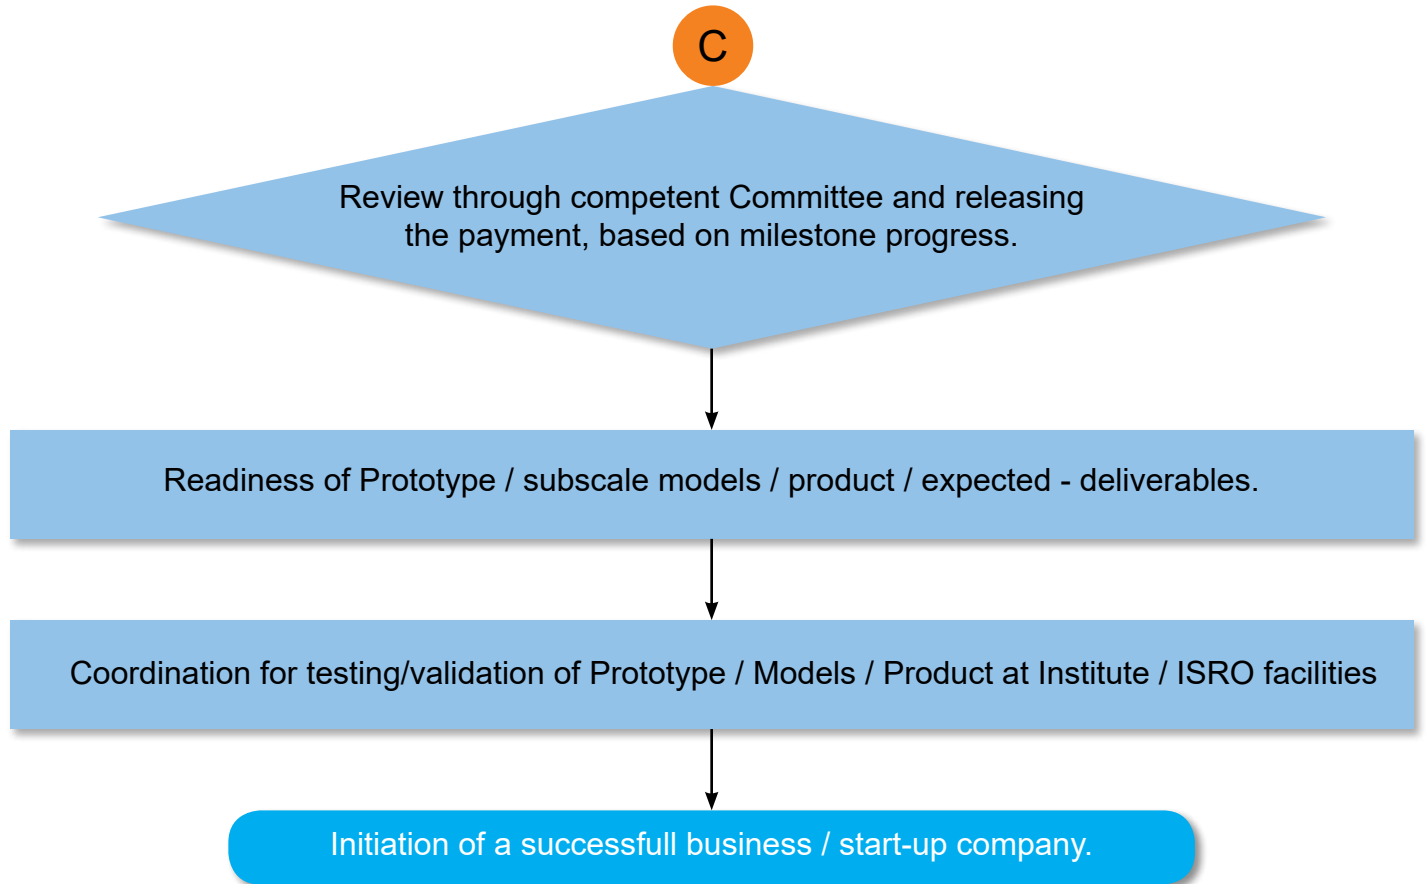 C
Review through competent Committee and releasing
the payment, based on milestone progress.
Readiness of Prototype / subscale models / product / expected - deliverables.
Coordination for testing/validation of Prototype / Models / Product at Institute / ISRO facilities
Initiation of a successfull business / start-up company.